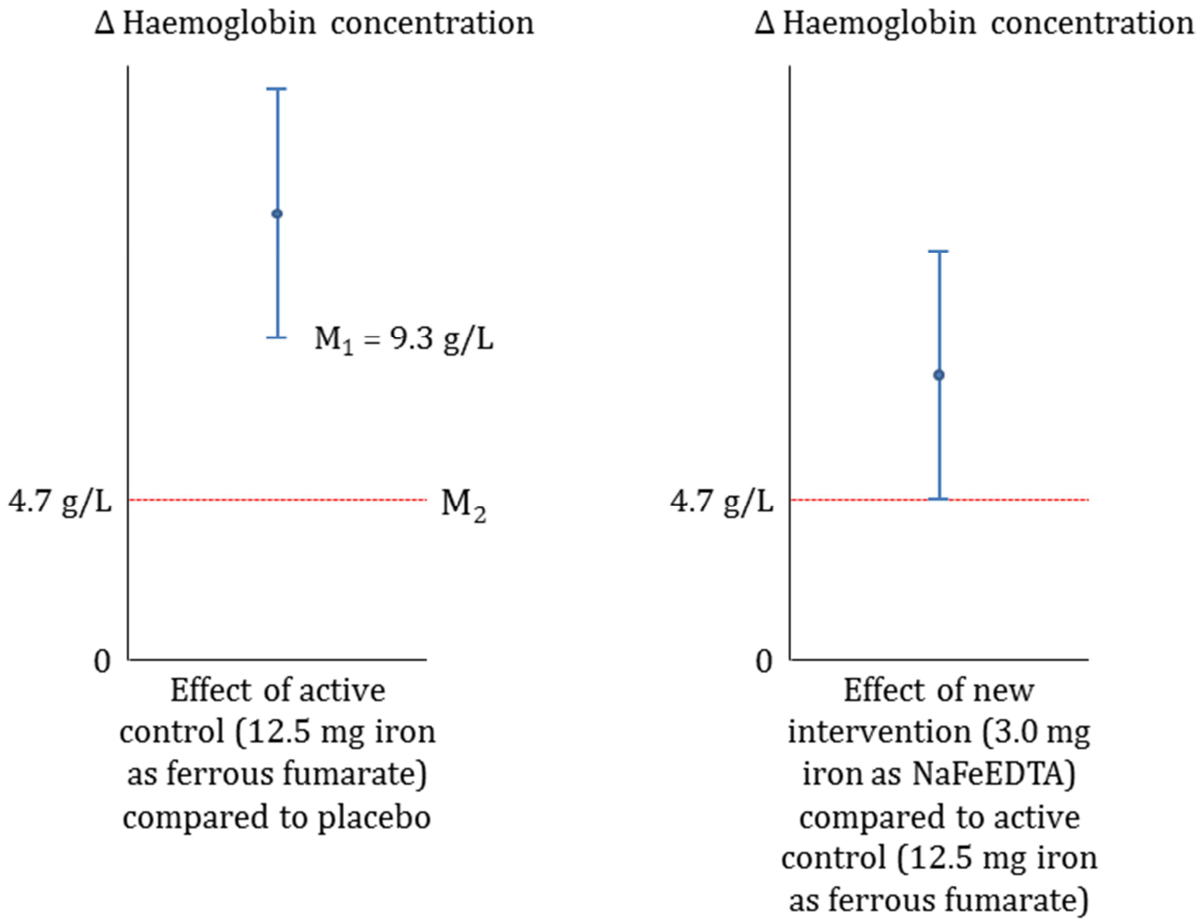 Δ Haemoglobin concentration
M₁ = 9.3 g/L
4.7 g/L
M₂
0
Effect of active
control (12.5 mg iron
as ferrous fumarate)
compared to placebo
Δ Haemoglobin concentration
4.7 g/L
0
Effect of new
intervention (3.0 mg
iron as NaFeEDTA)
compared to active
control (12.5 mg iron
as ferrous fumarate)